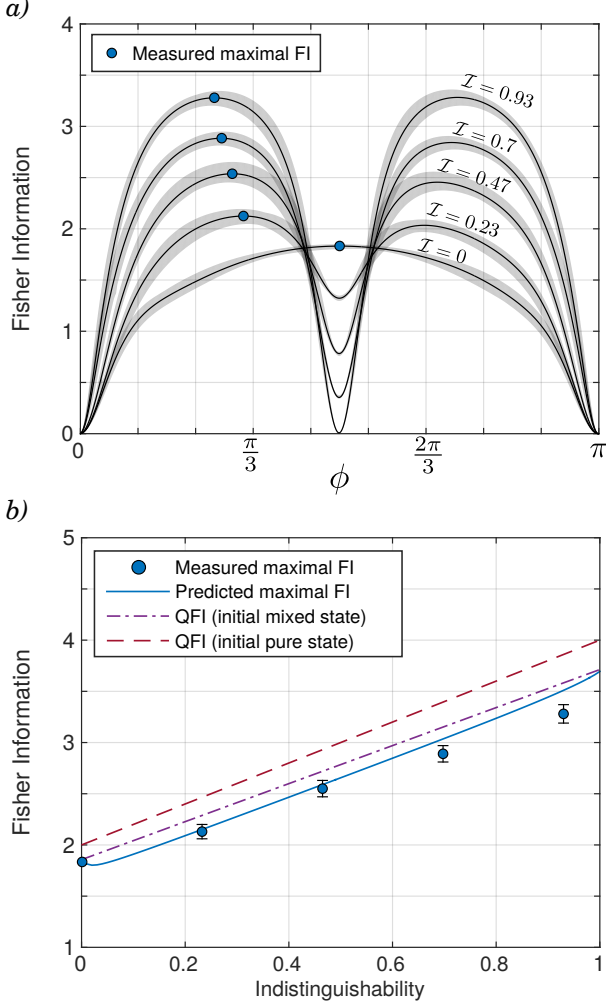 a)
4
3
2
1
0
Fisher Information
Measured maximal FI
ℐ = 0.93
ℐ = 0.7
ℐ = 0.47
ℐ = 0.23
ℐ = 0
0
π/3
2π/3
π
ϕ
b)
5
4
3
2
1
Fisher Information
Measured maximal FI
Predicted maximal FI
QFI (initial mixed state)
QFI (initial pure state)
0 0.2 0.4 0.6 0.8 1
Indistinguishability